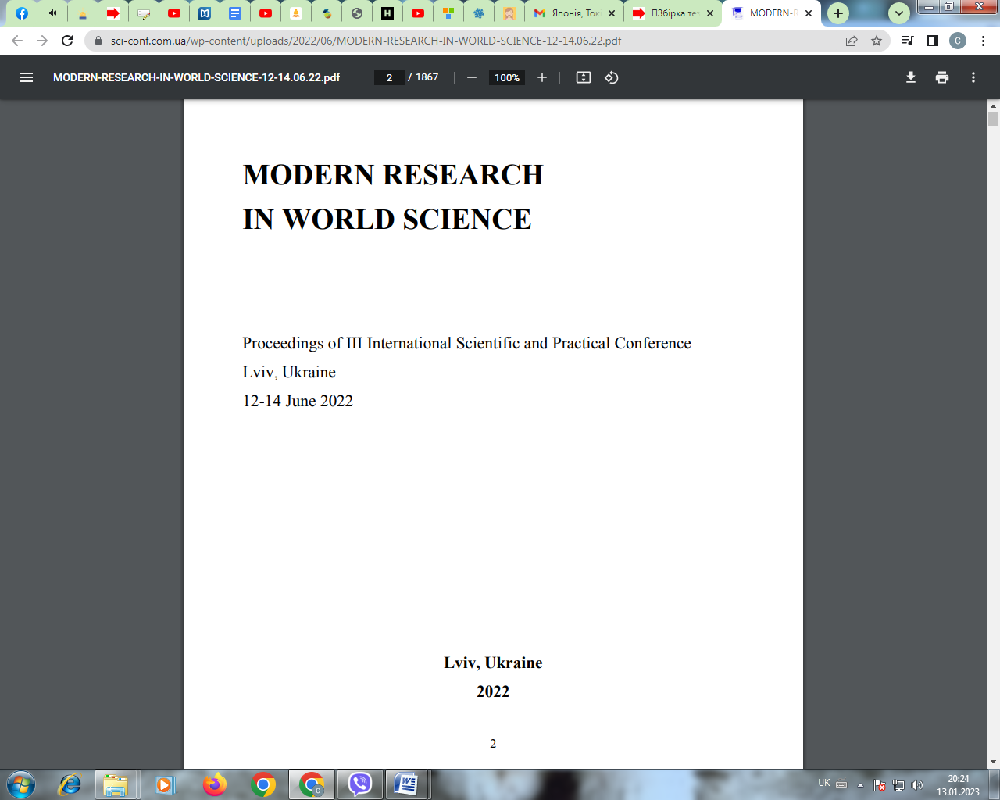 Японія, Ток
Збірка тез
MODERN-R
sci-conf.com.ua/wp-content/uploads/2022/06/MODERN-RESEARCH-IN-WORLD-SCIENCE-12-14.06.22.pdf
C
MODERN-RESEARCH-IN-WORLD-SCIENCE-12-14.06.22.pdf
2 / 1867
100%
MODERN RESEARCH
IN WORLD SCIENCE
Proceedings of III International Scientific and Practical Conference
Lviv, Ukraine
12-14 June 2022
Lviv, Ukraine
2022
2
UK
20:24
13.01.2023